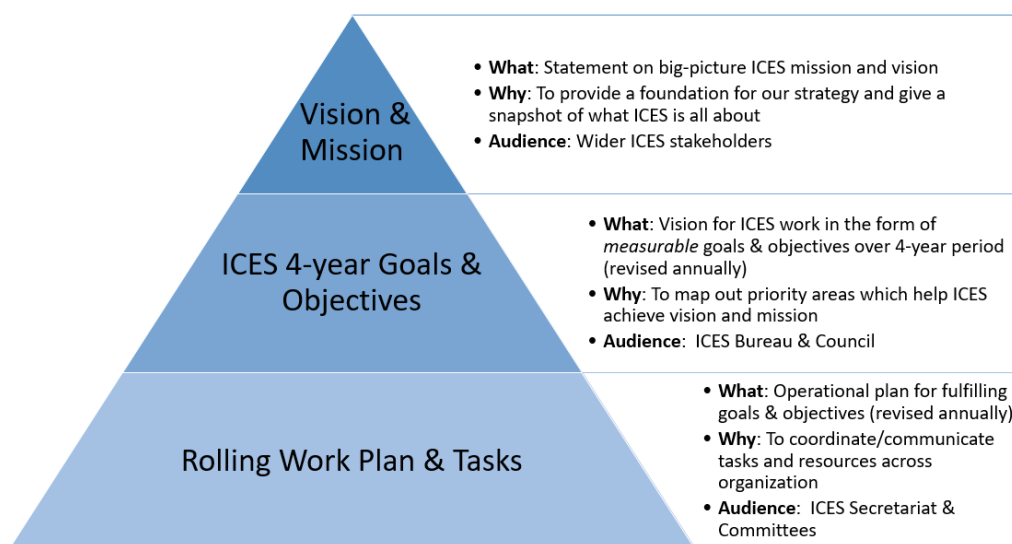 Vision &
Mission
• What: Statement on big-picture ICES mission and vision
• Why: To provide a foundation for our strategy and give a
snapshot of what ICES is all about
• Audience: Wider ICES stakeholders
ICES 4-year Goals &
Objectives
• What: Vision for ICES work in the form of
measurable goals & objectives over 4-year period
(revised annually)
• Why: To map out priority areas which help ICES
achieve vision and mission
• Audience: ICES Bureau & Council
Rolling Work Plan & Tasks
• What: Operational plan for fulfilling
goals & objectives (revised annually)
• Why: To coordinate/communicate
tasks and resources across
organization
• Audience: ICES Secretariat &
Committees